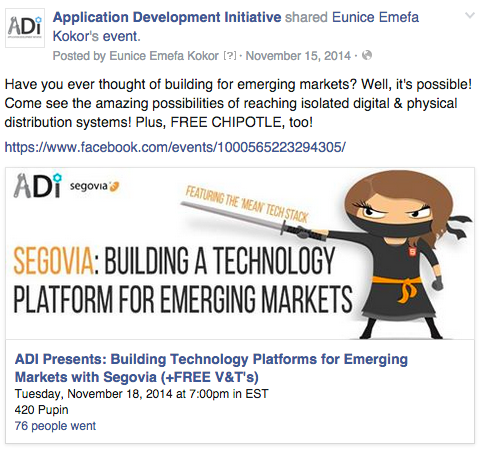 Application Development Initiative shared Eunice Emefa
Kokor's event.
Posted by Eunice Emefa Kokor [?] · November 15, 2014 ·
Have you ever thought of building for emerging markets? Well, it's possible!
Come see the amazing possibilities of reaching isolated digital & physical
distribution systems! Plus, FREE CHIPOTLE, too!
https://www.facebook.com/events/1000565223294305/
ADi segovia
FEATURING THE 'MEAN' TECH STACK
SEGOVIA: BUILDING A TECHNOLOGY
PLATFORM FOR EMERGING MARKETS
ADI Presents: Building Technology Platforms for Emerging
Markets with Segovia (+FREE V&T's)
Tuesday, November 18, 2014 at 7:00pm in EST
420 Pupin
76 people went